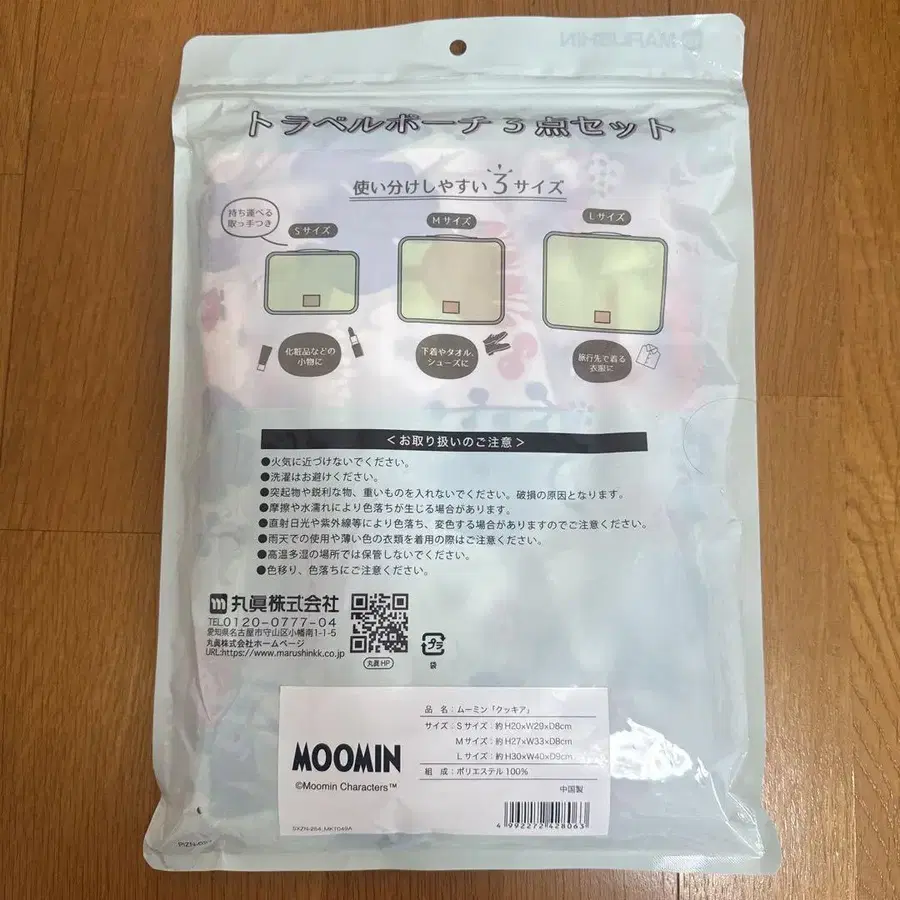 MARUSHIN
トラベルポーチ3点セット
使い分けしやすい3サイズ
持ち運べる
取っ手つき
Sサイズ
Mサイズ
Lサイズ
化粧品などの
小物に
下着やタオル、
シューズに
旅行先で着る
衣服に
<お取り扱いのご注意>
●火気に近づけないでください。
●洗濯はお避けください。
●突起物や鋭利な物、重いものを入れないでください。破損の原因となります。
●摩擦や水濡れにより色落ちが生じる場合があります。
●直射日光や紫外線等により色落ち、変色する場合がありますのでご注意ください。
●雨天での使用や薄い色の衣類を着用の際はご注意ください。
●高温多湿の場所では保管しないでください。
●色移り、色落ちにご注意ください。
丸眞株式会社
TEL0120-0777-04
愛知県名古屋市守山区小幡南1-1-5
丸眞株式会社ホームページ
URL:https://www.marushinkk.co.jp
丸眞HP
プラ
袋
MOOMIN
©Moomin Characters™
品 名:ムーミン「クッキア」
サイズ:Sサイズ:約H20×W29×D8cm
Mサイズ:約H27×W33×D8cm
Lサイズ:約H30×W40×D9cm
組 成:ポリエステル100%
中国製
4 992272 428063